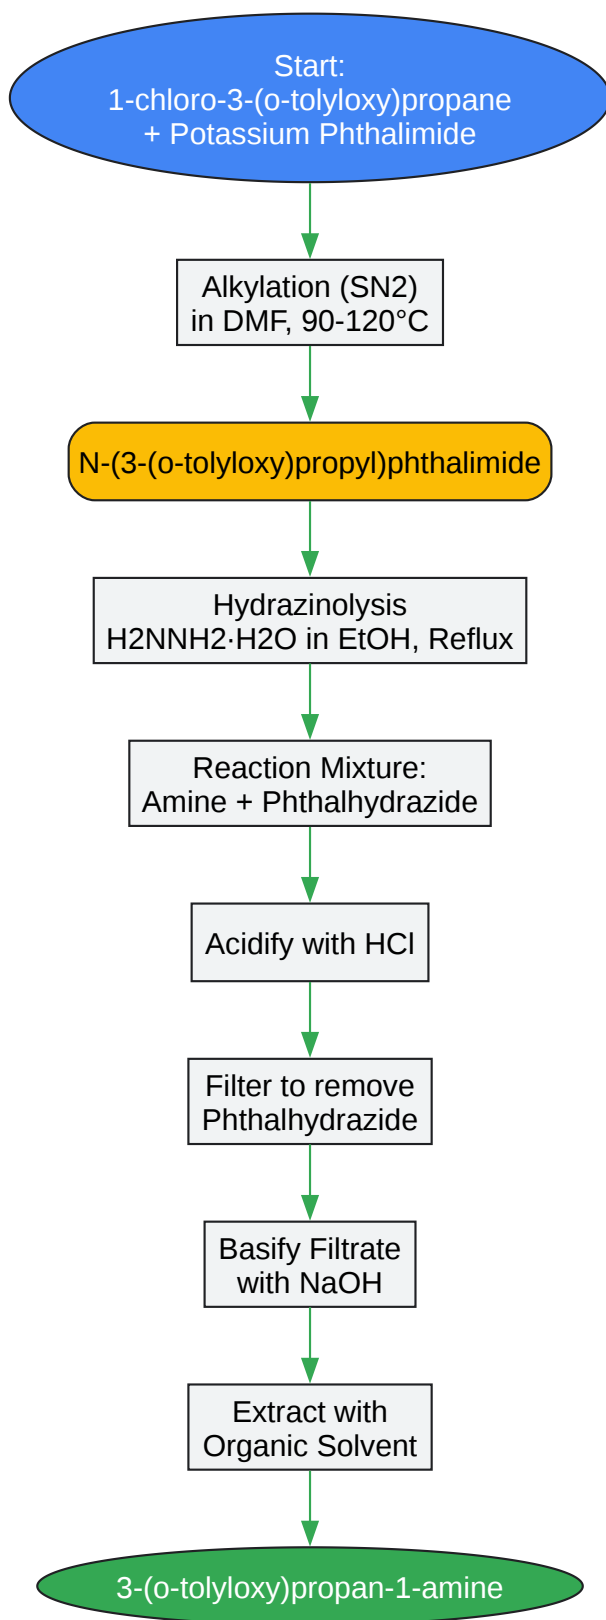 Start:
1-chloro-3-(o-tolyloxy)propane
+ Potassium Phthalimide
Alkylation (SN2)
in DMF, 90-120°C
N-(3-(o-tolyloxy)propyl)phthalimide
Hydrazinolysis
H2NNH2·H2O in EtOH, Reflux
Reaction Mixture:
Amine + Phthalhydrazide
Acidify with HCl
Filter to remove
Phthalhydrazide
Basify Filtrate
with NaOH
Extract with
Organic Solvent
3-(o-tolyloxy)propan-1-amine